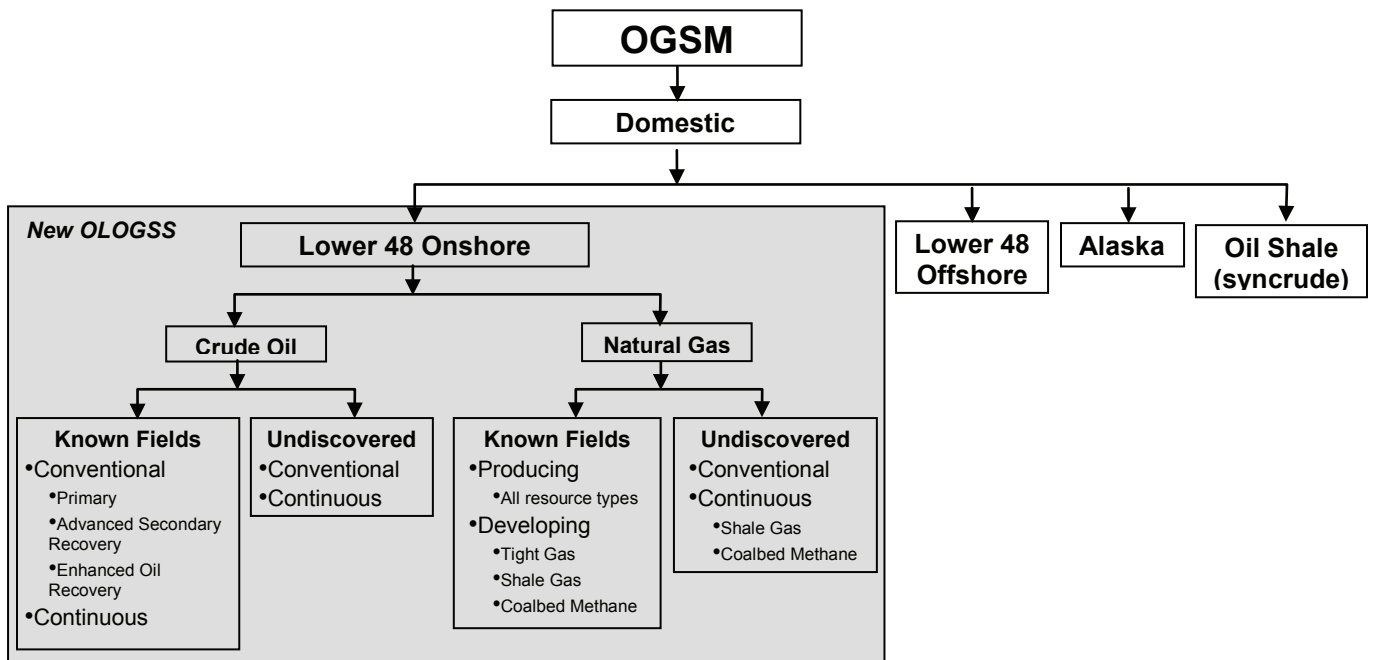 OGSM
Domestic
New OLOGSS
Lower 48 Onshore
Lower 48
Offshore
Alaska
Oil Shale
(syncrude)
Crude Oil
Natural Gas
Known Fields
•Conventional
•Primary
•Advanced Secondary
Recovery
•Enhanced Oil
Recovery
•Continuous
Undiscovered
•Conventional
•Continuous
Known Fields
•Producing
•All resource types
•Developing
•Tight Gas
•Shale Gas
•Coalbed Methane
Undiscovered
•Conventional
•Continuous
•Shale Gas
•Coalbed Methane